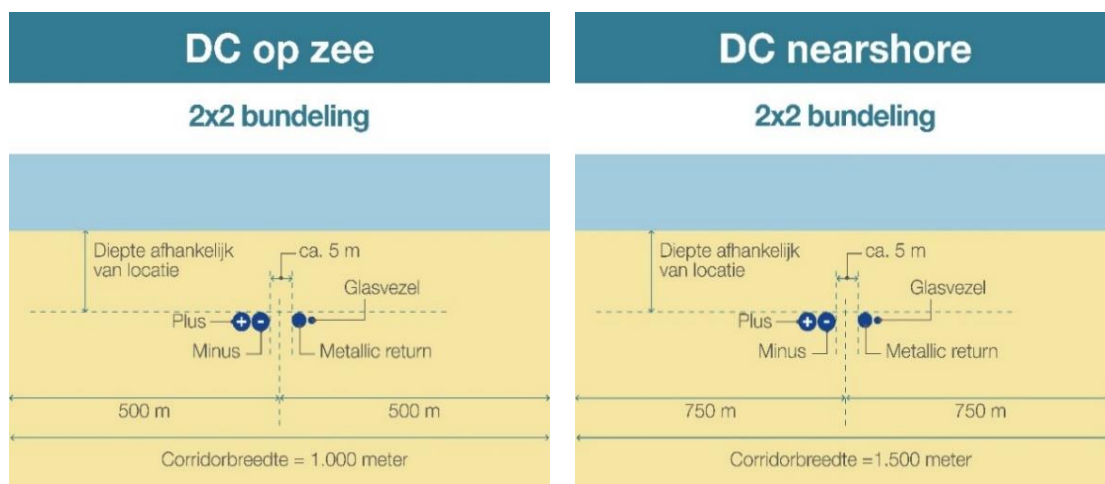 DC op zee
2x2 bundeling
Diepte afhankelijk
van locatie
ca. 5 m
Glasvezel
Plus
+ -
Minus
Metallic return
500 m
500 m
Corridorbreedte = 1.000 meter
DC nearshore
2x2 bundeling
Diepte afhankelijk
van locatie
ca. 5 m
Glasvezel
Plus
+ -
Minus
Metallic return
750 m
750 m
Corridorbreedte =1.500 meter